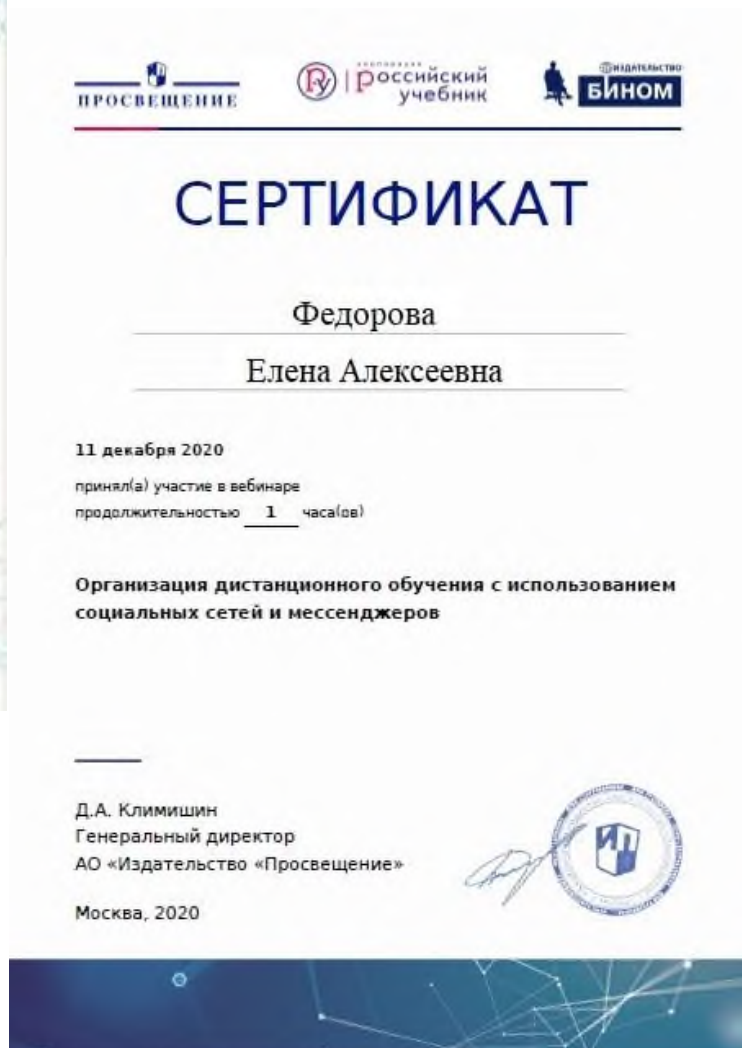 ПРОСВЕЩЕНИЕ
корпорация
российский
учебник
ИЗДАТЕЛЬСТВО
БИНОМ
СЕРТИФИКАТ
Федорова
Елена Алексеевна
11 декабря 2020
принял(а) участие в вебинаре
продолжительностью 1 часа(ов)
Организация дистанционного обучения с использованием
социальных сетей и мессенджеров
Д.А. Климишин
Генеральный директор
АО «Издательство «Просвещение»
Москва, 2020